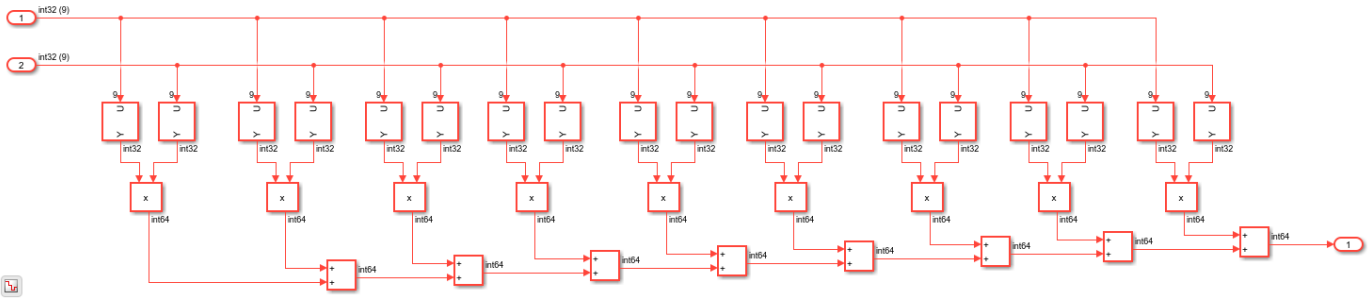 int32 (9)
1
int32 (9)
2
9 9 9 9 9 9 9 9 9 9 9 9 9 9 9 9 9 9
U U U U U U U U U U U U U U U U U U
Y Y Y Y Y Y Y Y Y Y Y Y Y Y Y Y Y Y
int32 int32 int32 int32 int32 int32 int32 int32 int32 int32 int32 int32 int32 int32 int32 int32 int32 int32
x x x x x x x x x
int64 int64 int64 int64 int64 int64 int64 int64 int64
+ + + + + + + +
int64 int64 int64 int64 int64 int64 int64 int64
+ + + + + + + +
1